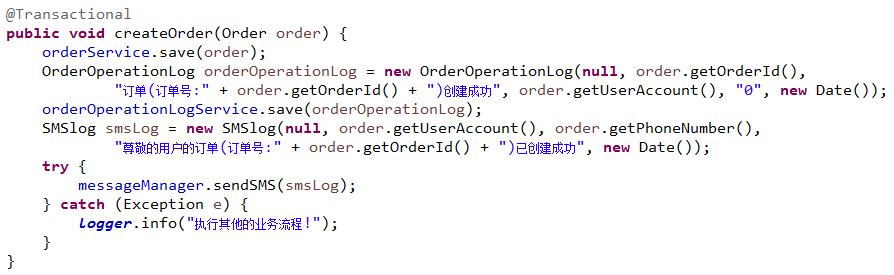 @Transactional
public void createOrder(Order order) {
    orderService.save(order);
    OrderOperationLog orderOperationLog = new OrderOperationLog(null, order.getOrderId(),
            "订单(订单号:" + order.getOrderId() + ")创建成功", order.getUserAccount(), "0", new Date());
    orderOperationLogService.save(orderOperationLog);
    SMSlog smsLog = new SMSlog(null, order.getUserAccount(), order.getPhoneNumber(),
            "尊敬的用户的订单(订单号:" + order.getOrderId() + ")已创建成功", new Date());
    try {
        messageManager.sendSMS(smsLog);
    } catch (Exception e) {
        logger.info("执行其他的业务流程!");
    }
}